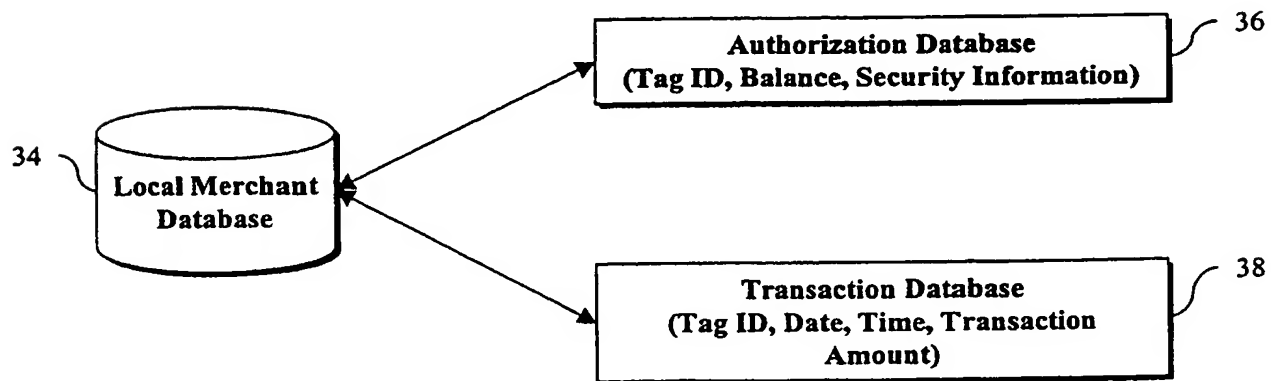 Authorization Database
(Tag ID, Balance, Security Information)
36
34
Local Merchant
Database
Transaction Database
(Tag ID, Date, Time, Transaction
Amount)
38